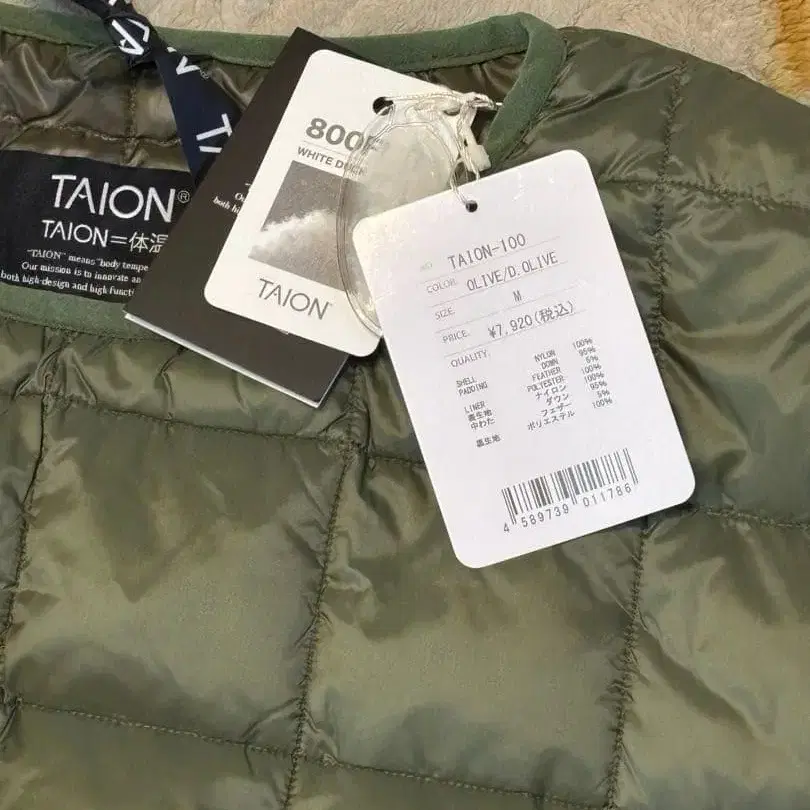 TAION®
TAION=体温
"TAION" means "body tempe
Our mission is to innovate an
both high-design and high functi
800F
WHITE DUCK
TAION
NO. TAION-100
COLOR. OLIVE/D.OLIVE
SIZE. M
PRICE. ¥7,920(税込)
QUALITY.
SHELL NYLON 100%
PADDING DOWN 95%
FEATHER 5%
LINER POLYESTER 100%
表生地 ナイロン 100%
中わた ダウン 95%
フェザー 5%
裏生地 ポリエステル 100%
4 589739 011786